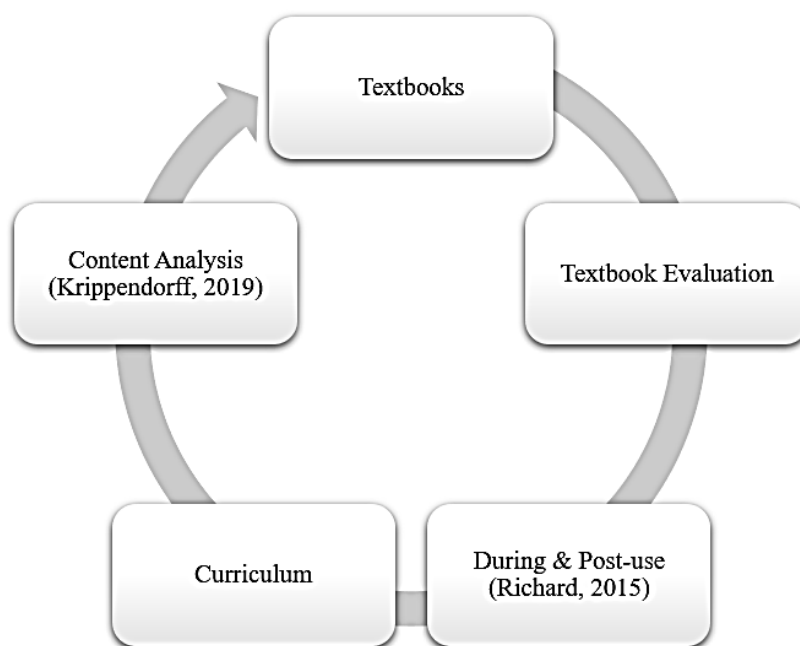 Textbooks
Textbook Evaluation
During & Post-use
(Richard, 2015)
Curriculum
Content Analysis
(Krippendorff, 2019)